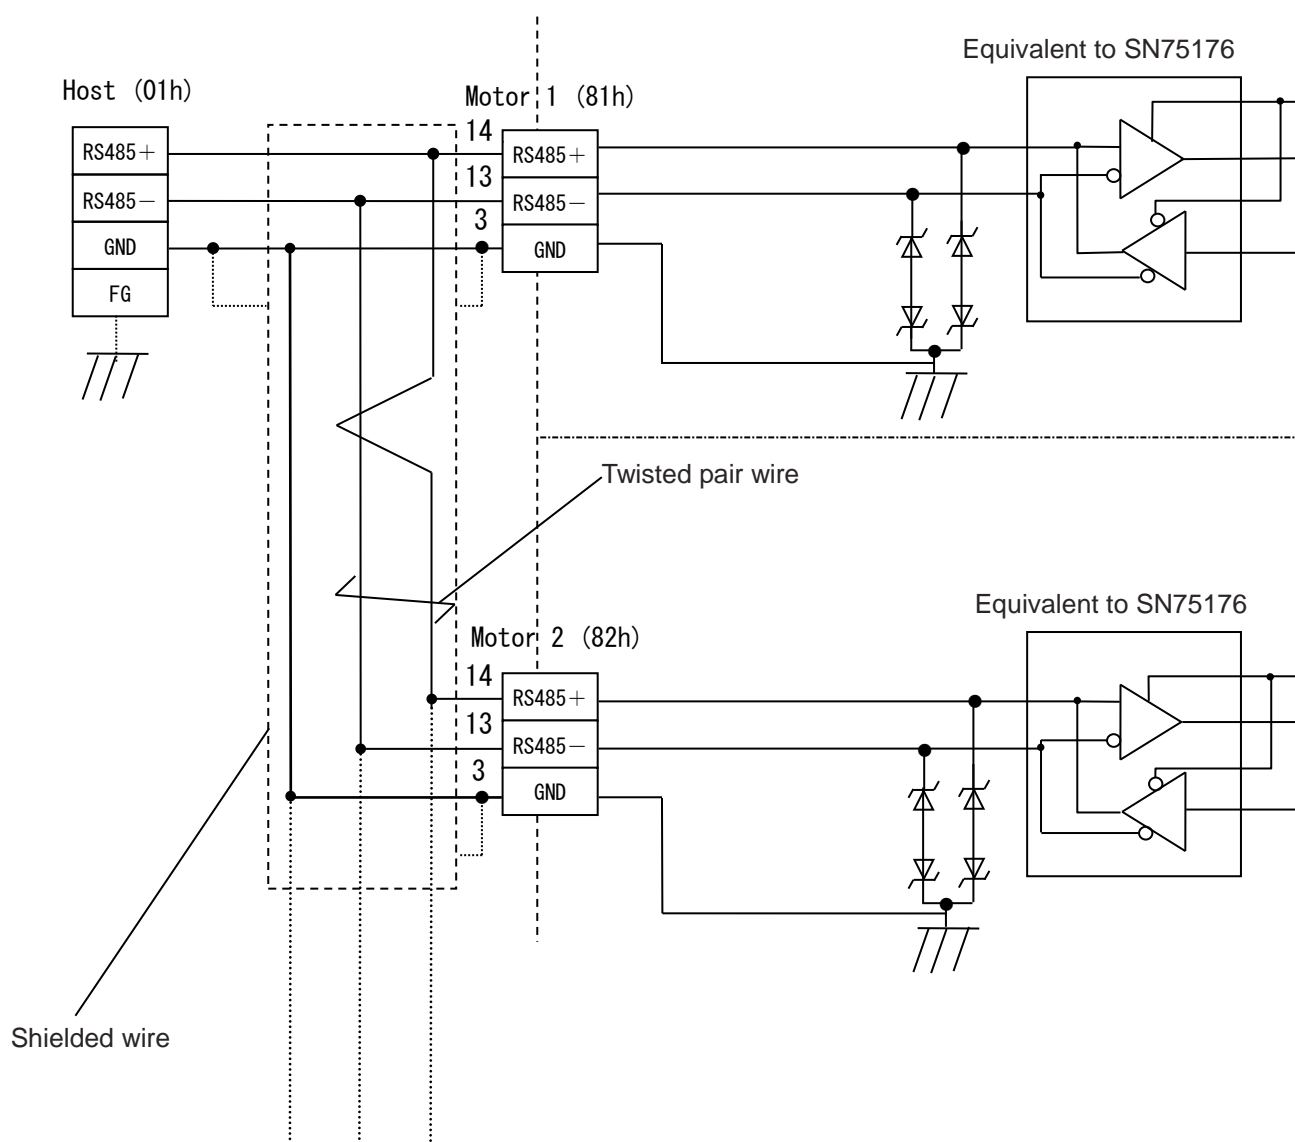 Equivalent to SN75176
Host (01h)
Motor 1 (81h)
RS485+
RS485-
GND
FG
14
13
3
RS485+
RS485-
GND
Twisted pair wire
Equivalent to SN75176
Motor 2 (82h)
14
13
3
RS485+
RS485-
GND
Shielded wire